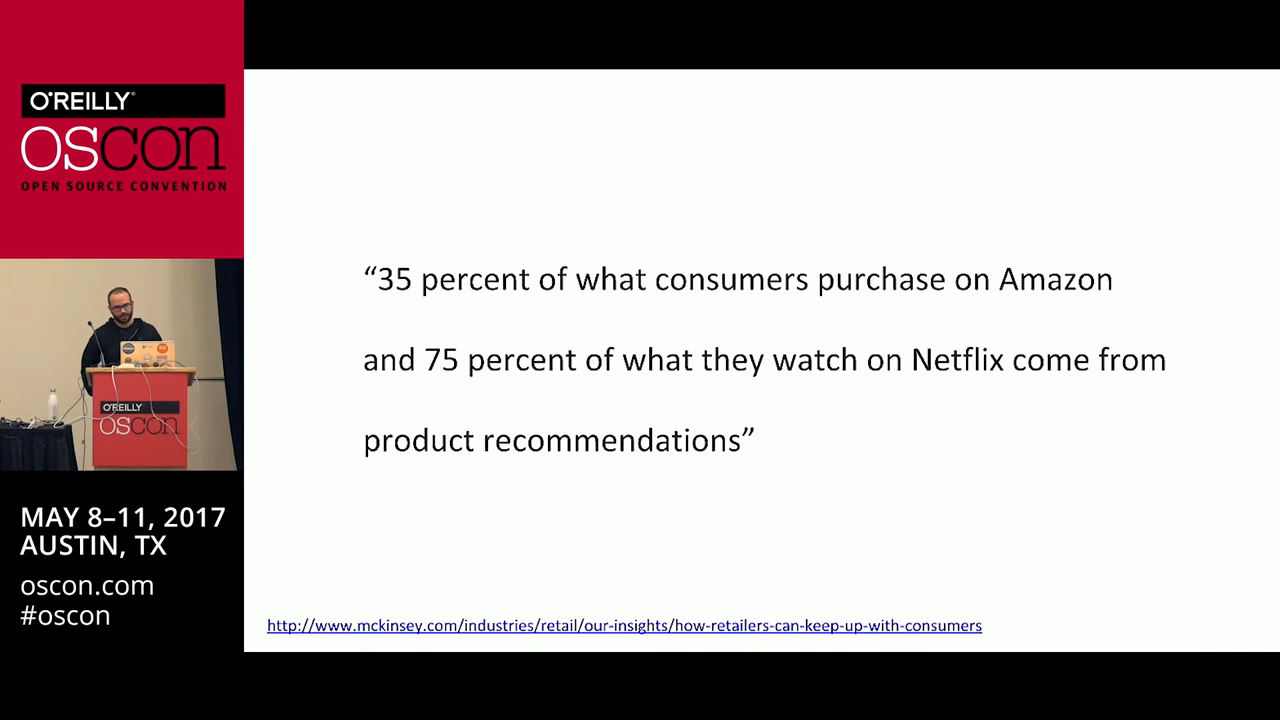 O'REILLY®
OSCON
OPEN SOURCE CONVENTION
O'REILLY
OSCON
MAY 8–11, 2017
AUSTIN, TX
oscon.com
#oscon
“35 percent of what consumers purchase on Amazon
and 75 percent of what they watch on Netflix come from
product recommendations”
http://www.mckinsey.com/industries/retail/our-insights/how-retailers-can-keep-up-with-consumers